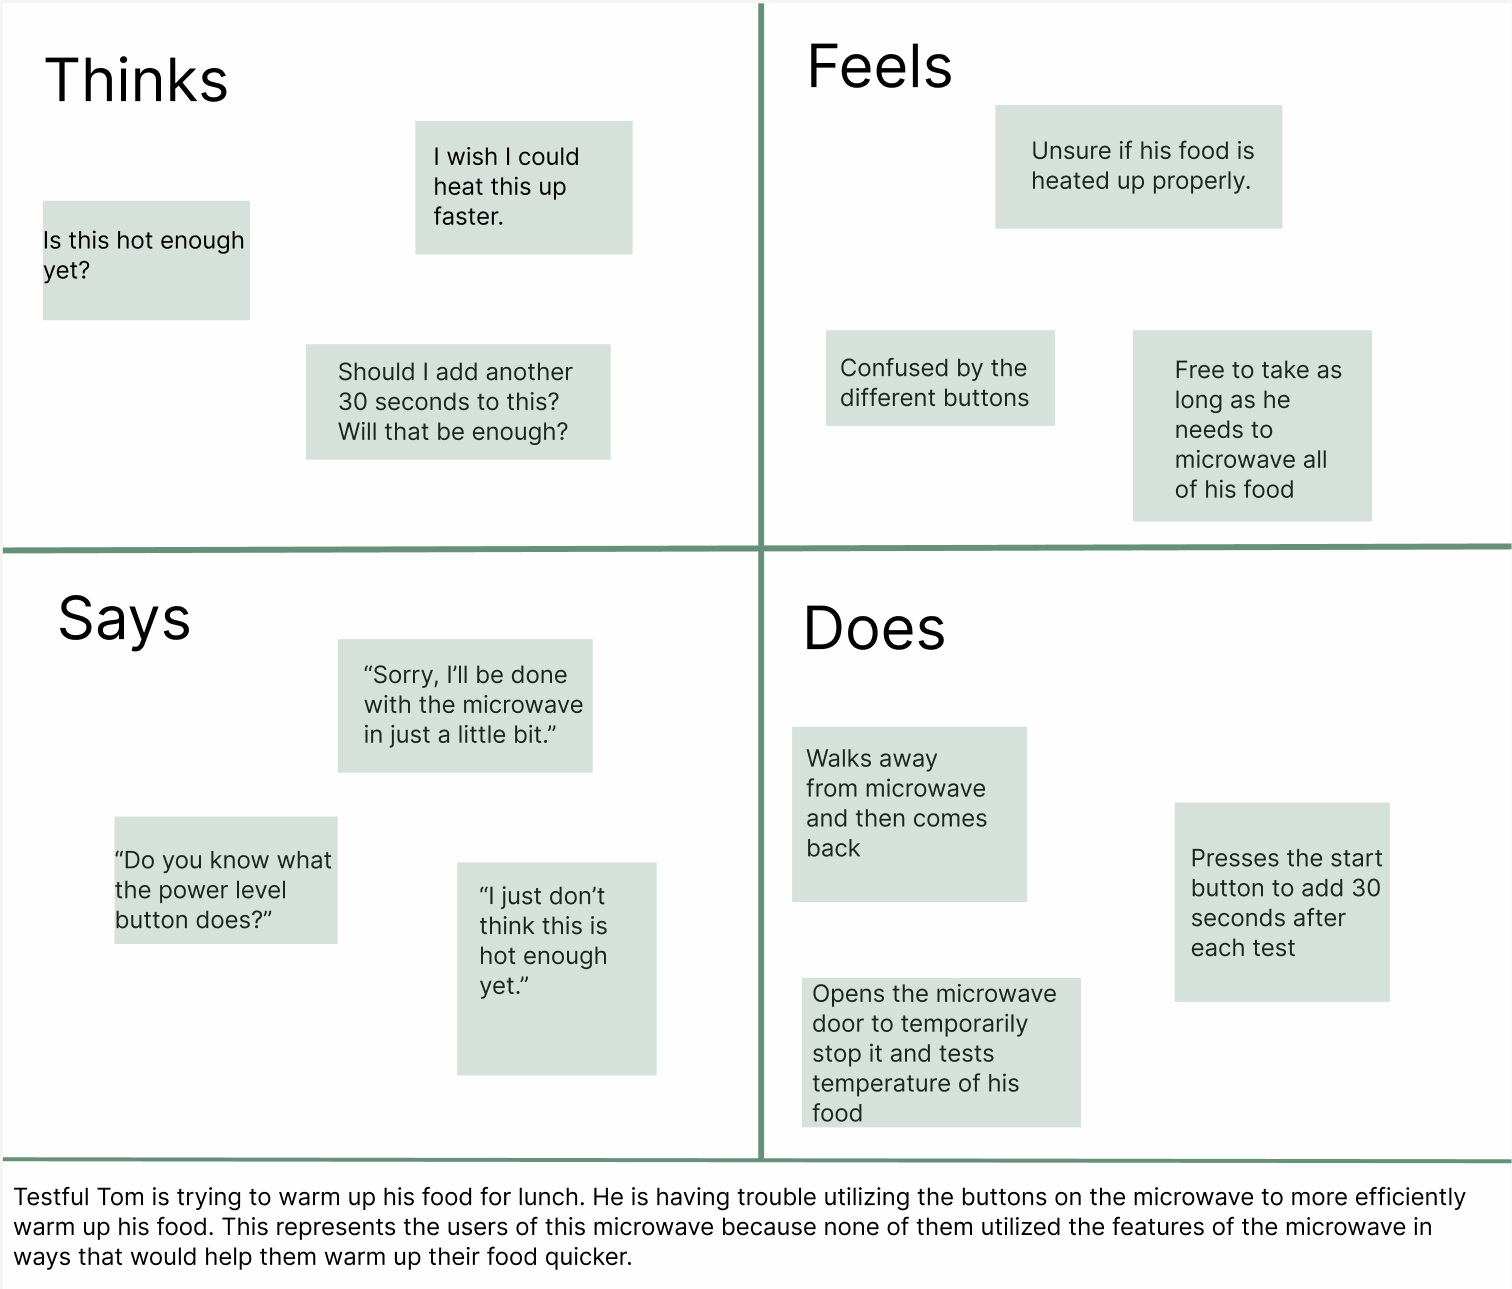 Thinks
I wish I could
heat this up
faster.
Is this hot enough
yet?
Should I add another
30 seconds to this?
Will that be enough?
Feels
Unsure if his food is
heated up properly.
Confused by the
different buttons
Free to take as
long as he
needs to
microwave all
of his food
Says
“Sorry, I’ll be done
with the microwave
in just a little bit.”
“Do you know what
the power level
button does?”
“I just don’t
think this is
hot enough
yet.”
Does
Walks away
from microwave
and then comes
back
Presses the start
button to add 30
seconds after
each test
Opens the microwave
door to temporarily
stop it and tests
temperature of his
food
Testful Tom is trying to warm up his food for lunch. He is having trouble utilizing the buttons on the microwave to more efficiently
warm up his food. This represents the users of this microwave because none of them utilized the features of the microwave in
ways that would help them warm up their food quicker.